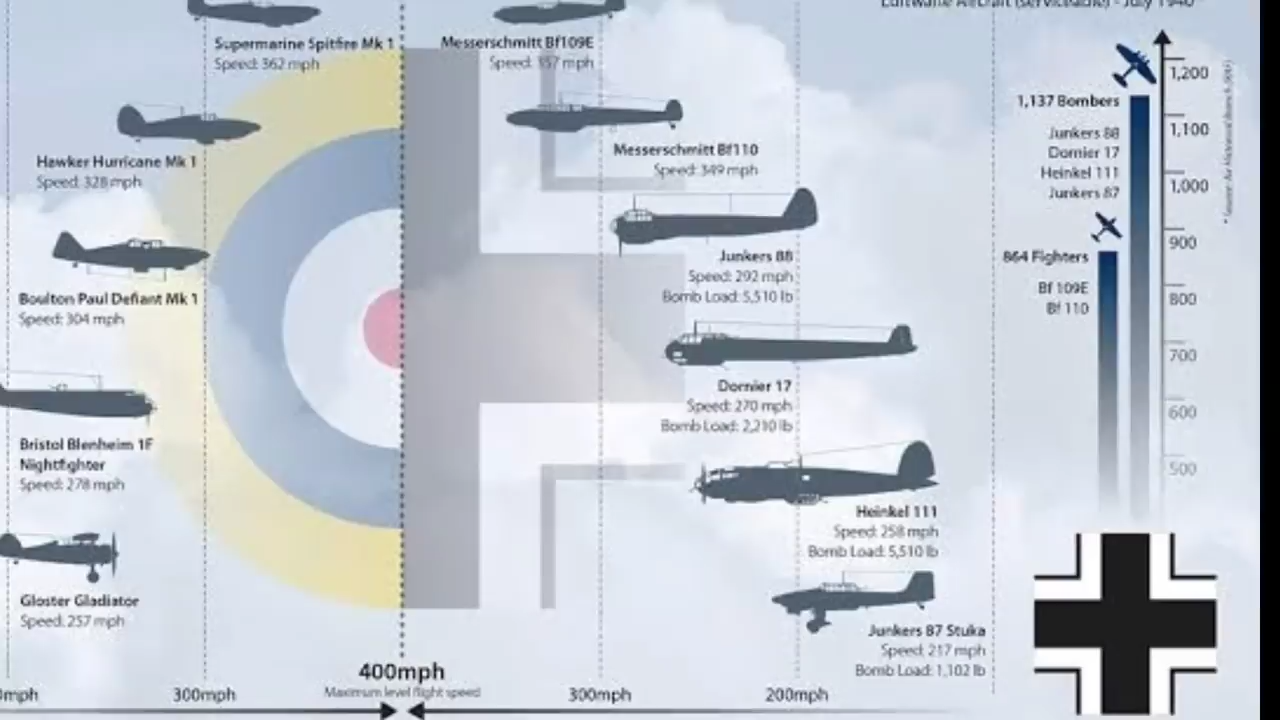 Luftwaffe Aircraft (serviceable) - July 1940
Supermarine Spitfire Mk 1
Speed: 362 mph
Messerschmitt Bf109E
Speed: 357 mph
Hawker Hurricane Mk 1
Speed: 328 mph
Messerschmitt Bf110
Speed: 349 mph
Boulton Paul Defiant Mk 1
Speed: 304 mph
Junkers 88
Speed: 292 mph
Bomb Load: 5,510 lb
Dornier 17
Speed: 270 mph
Bomb Load: 2,210 lb
Bristol Blenheim 1F
Nightfighter
Speed: 278 mph
Heinkel 111
Speed: 258 mph
Bomb Load: 5,510 lb
Gloster Gladiator
Speed: 257 mph
Junkers 87 Stuka
Speed: 217 mph
Bomb Load: 1,102 lb
1,137 Bombers
Junkers 88
Dornier 17
Heinkel 111
Junkers 87
864 Fighters
Bf 109E
Bf 110
1,200
1,100
1,000
900
800
700
600
500
400mph
Maximum level flight speed
mph
300mph
300mph
200mph